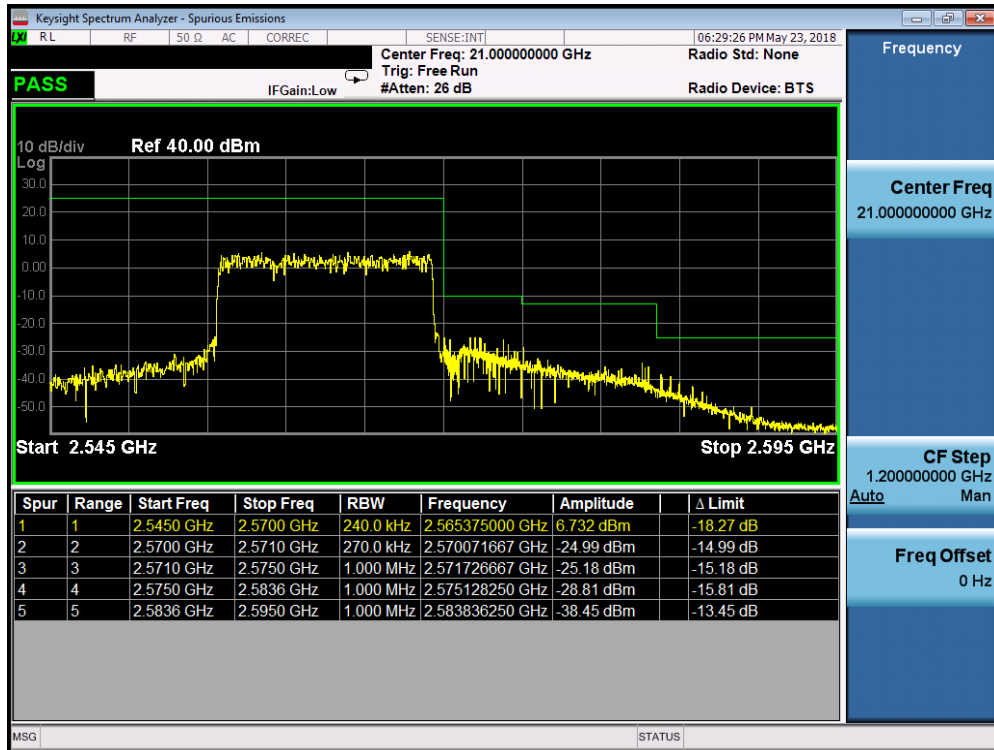 Keysight Spectrum Analyzer - Spurious Emissions
LXI RL RF 50 Ω AC CORREC SENSE:INT 06:29:26 PM May 23, 2018
Center Freq: 21.000000000 GHz Radio Std: None
Trig: Free Run
PASS IFGain:Low #Atten: 26 dB Radio Device: BTS
10 dB/div Ref 40.00 dBm
Log
30.0
20.0
10.0
0.00
-10.0
-20.0
-30.0
-40.0
-50.0
Start 2.545 GHz Stop 2.595 GHz
Spur Range Start Freq Stop Freq RBW Frequency Amplitude Δ Limit
1 1 2.5450 GHz 2.5700 GHz 240.0 kHz 2.565375000 GHz 6.732 dBm -18.27 dB
2 2 2.5700 GHz 2.5710 GHz 270.0 kHz 2.570071667 GHz -24.99 dBm -14.99 dB
3 3 2.5710 GHz 2.5750 GHz 1.000 MHz 2.571726667 GHz -25.18 dBm -15.18 dB
4 4 2.5750 GHz 2.5836 GHz 1.000 MHz 2.575128250 GHz -28.81 dBm -15.81 dB
5 5 2.5836 GHz 2.5950 GHz 1.000 MHz 2.583836250 GHz -38.45 dBm -13.45 dB
MSG STATUS
Frequency
Center Freq
21.000000000 GHz
CF Step
1.200000000 GHz
Auto Man
Freq Offset
0 Hz